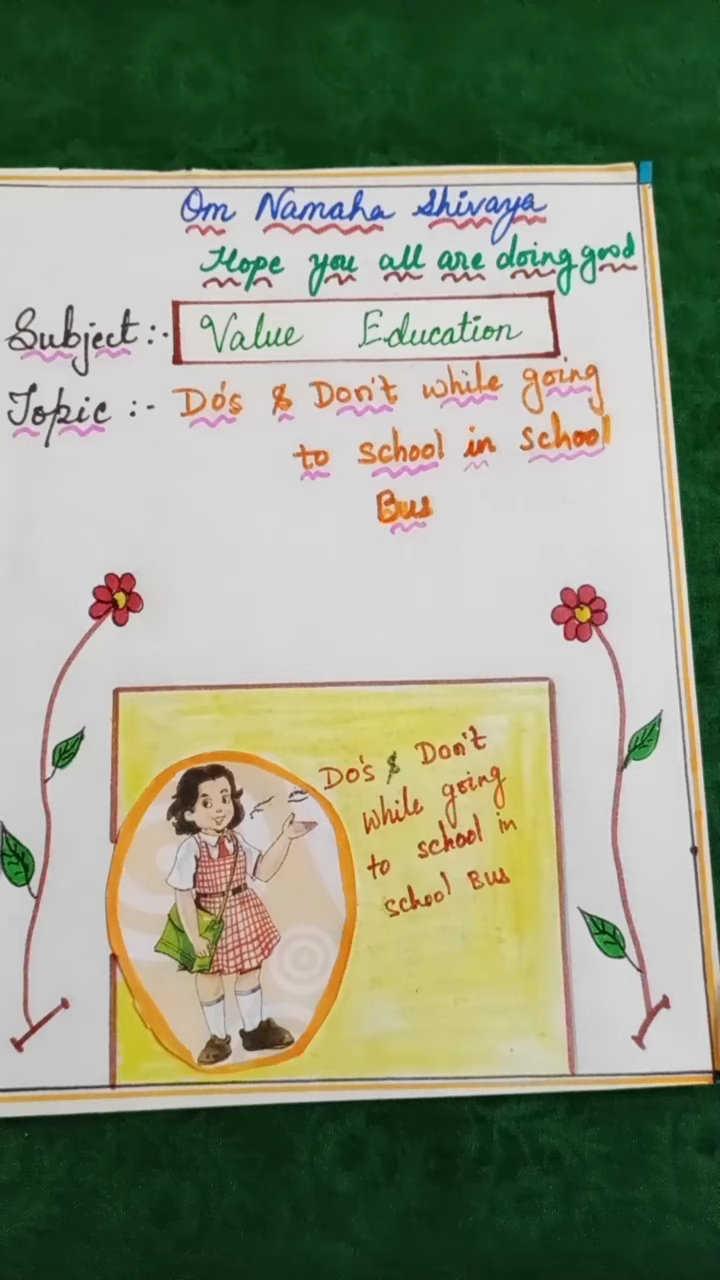 Om Namaha Shivaya
Hope you all are doing good
Subject :- Value Education
Topic :- Do's & Don't while going
to school in school
Bus
Do's & Don't
while going
to school in
school Bus